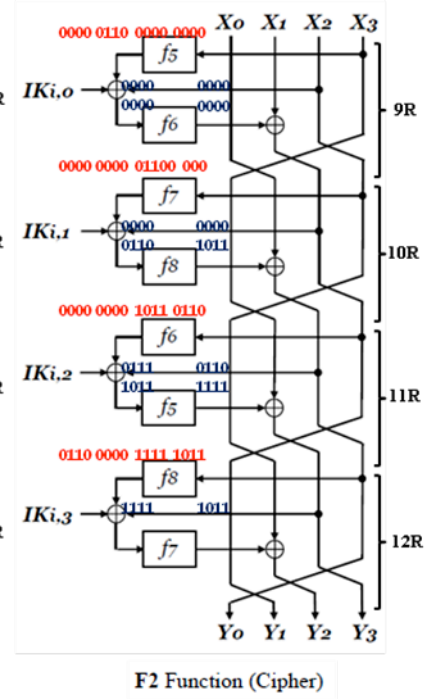 X0 X1 X2 X3
0000 0110 0000 0000
f5
R IKi,0 0000 0000
9R
0000 0000
f6
0000 0000 01100 000
f7
IKi,1 0000 0000
10R
0110 1011
f8
0000 0000 1011 0110
f6
IKi,2 0111 0110
11R
1011 1111
f5
0110 0000 1111 1011
f8
IKi,3 1111 1011
12R
f7
Y0 Y1 Y2 Y3
F2 Function (Cipher)